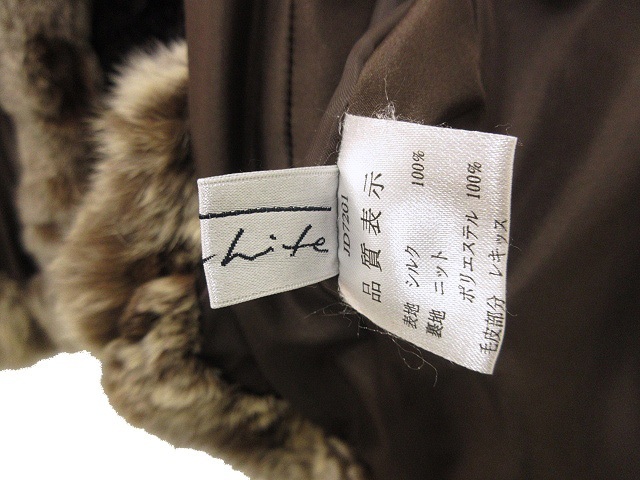 hite
JD7201
品質表示
表地 シルク 100%
裏地 ニット
ポリエステル 100%
毛皮部分 レキッス